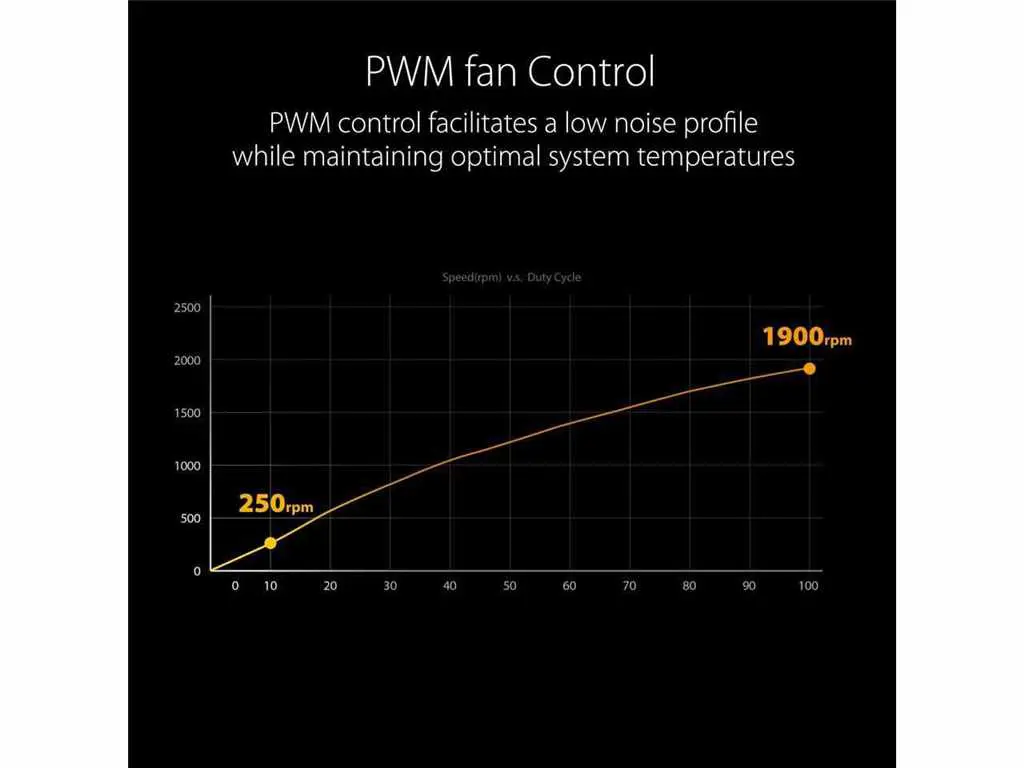 PWM fan Control
PWM control facilitates a low noise profile
while maintaining optimal system temperatures
Speed(rpm) v.s. Duty Cycle
2500
2000
1500
1000
500
0
1900rpm
250rpm
0 10 20 30 40 50 60 70 80 90 100